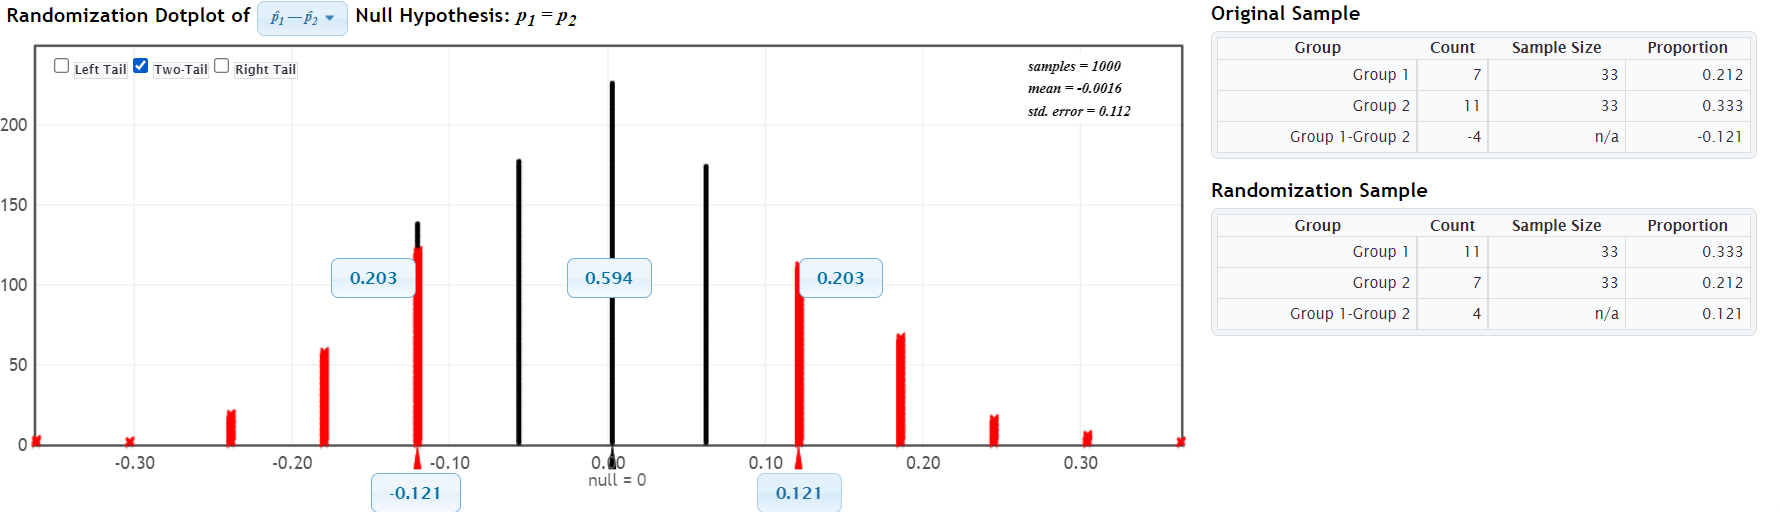 Randomization Dotplot of p̂₁ − p̂₂ Null Hypothesis: p₁ = p₂
Left Tail Two-Tail Right Tail
samples = 1000
mean = -0.0016
std. error = 0.112
200
150
100
50
0
0.203
0.594
0.203
-0.30
-0.20
-0.10
0.00
0.10
0.20
0.30
null = 0
-0.121
0.121
Original Sample
Group Count Sample Size Proportion
Group 1 7 33 0.212
Group 2 11 33 0.333
Group 1-Group 2 -4 n/a -0.121
Randomization Sample
Group Count Sample Size Proportion
Group 1 11 33 0.333
Group 2 7 33 0.212
Group 1-Group 2 4 n/a 0.121